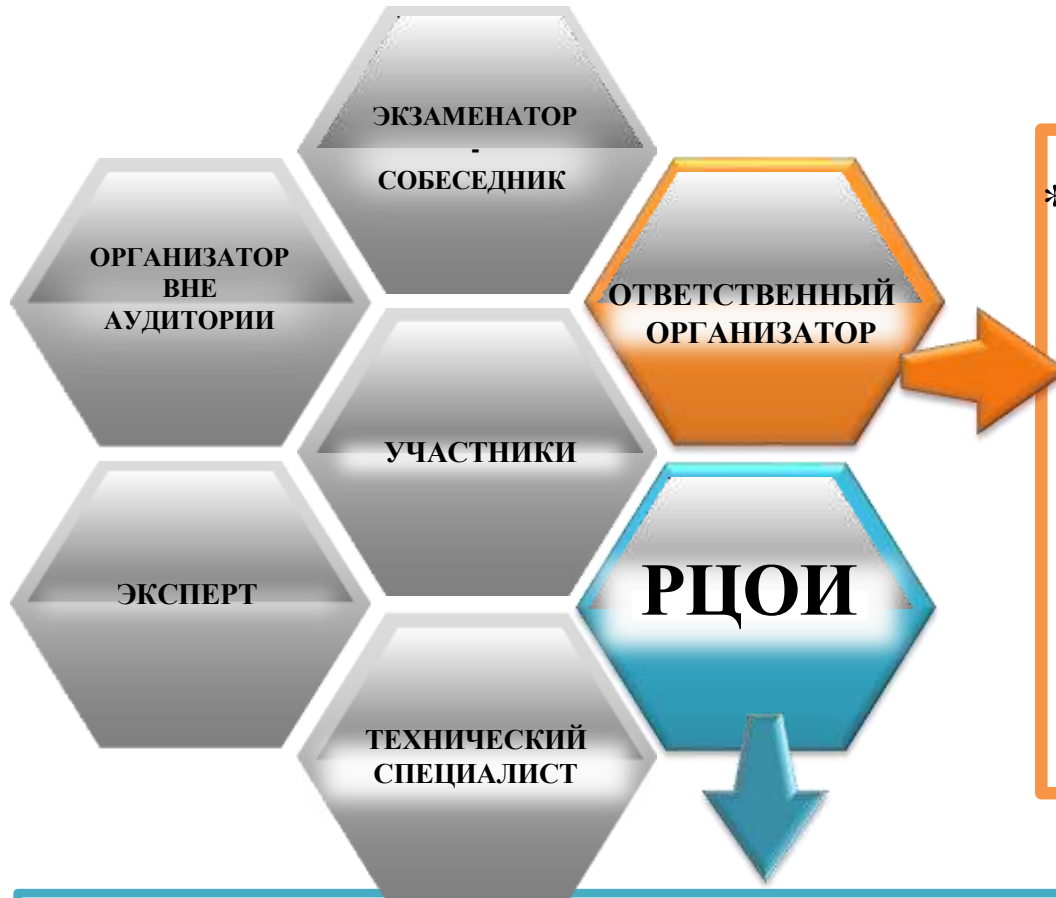 ЭКЗАМЕНАТОР
-
СОБЕСЕДНИК
ОРГАНИЗАТОР
ВНЕ
АУДИТОРИИ
ОТВЕТСТВЕННЫЙ
ОРГАНИЗАТОР
*
УЧАСТНИКИ
ЭКСПЕРТ
РЦОИ
ТЕХНИЧЕСКИЙ
СПЕЦИАЛИСТ